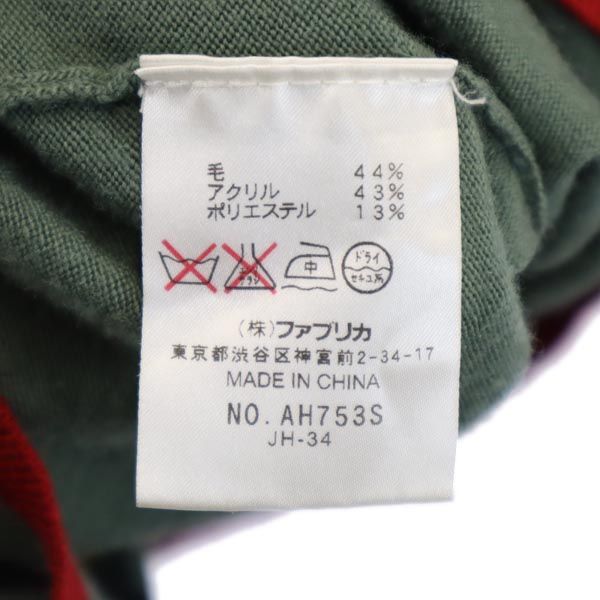 毛 44%
アクリル 43%
ポリエステル 13%
中 ドライ
セキユ系
(株)ファブリカ
東京都渋谷区神宮前2-34-17
MADE IN CHINA
NO. AH753S
JH-34